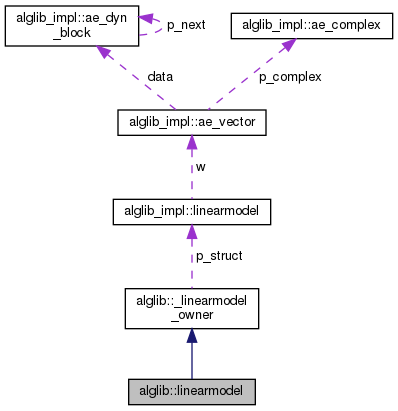 alglib_impl::ae_dyn
_block
p_next
alglib_impl::ae_complex
data
p_complex
alglib_impl::ae_vector
w
alglib_impl::linearmodel
p_struct
alglib::_linearmodel
_owner
alglib::linearmodel